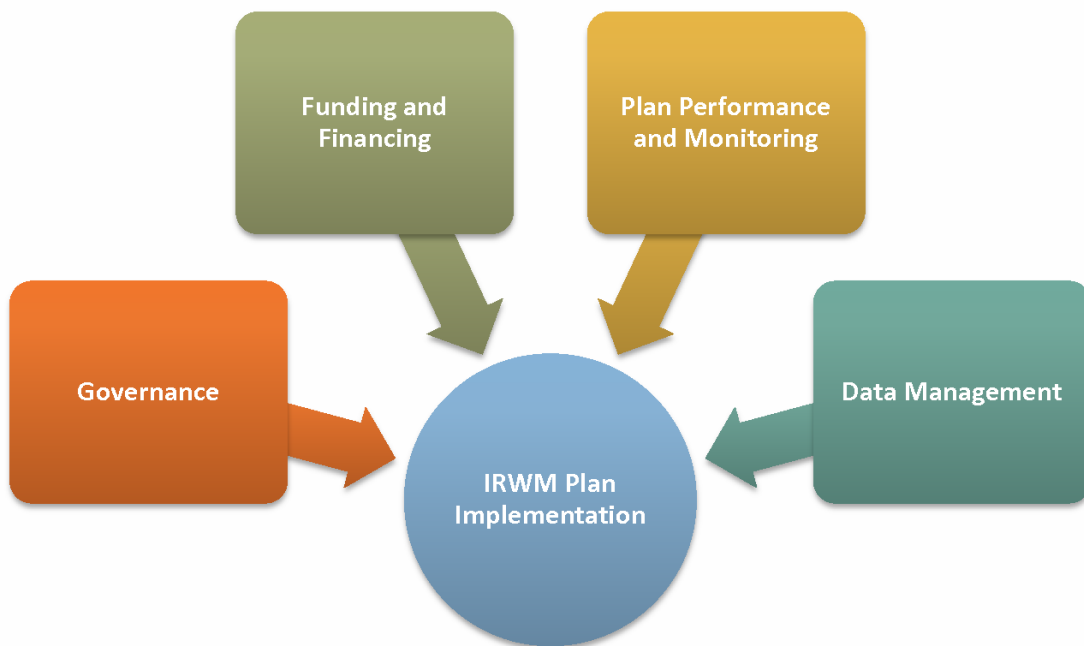 Funding and
Financing
Plan Performance
and Monitoring
Governance
Data Management
IRWM Plan
Implementation